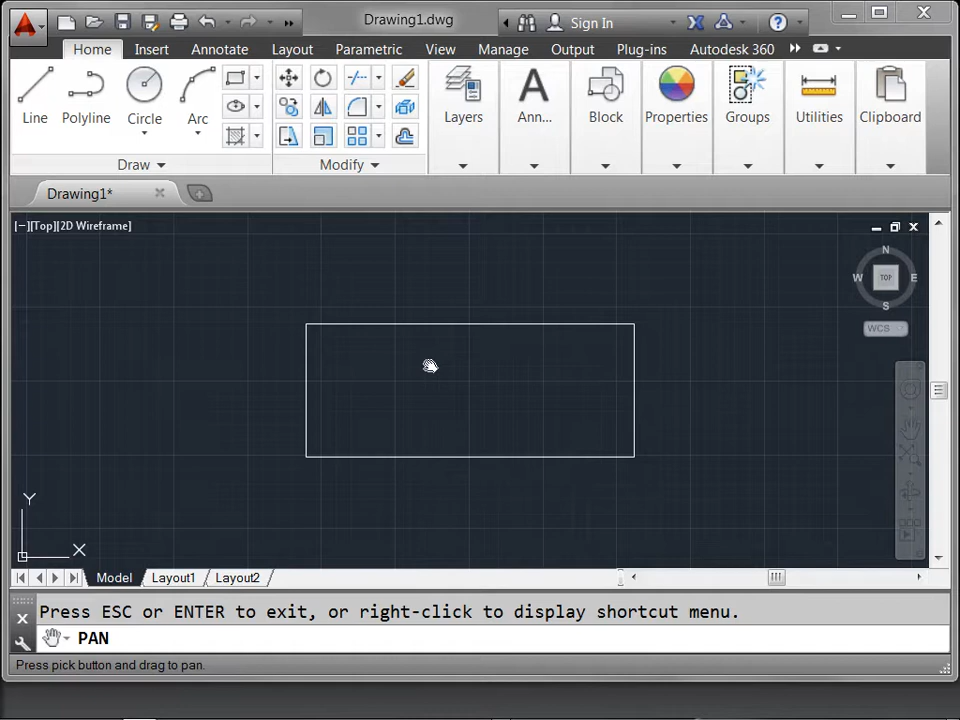 Drawing1.dwg
Sign In
Home Insert Annotate Layout Parametric View Manage Output Plug-ins Autodesk 360
Line Polyline Circle Arc Layers Ann... Block Properties Groups Utilities Clipboard
Draw Modify
Drawing1*
[−][Top][2D Wireframe]
N
W TOP E
S
WCS
Y
X
Model Layout1 Layout2
Press ESC or ENTER to exit, or right-click to display shortcut menu.
PAN
Press pick button and drag to pan.